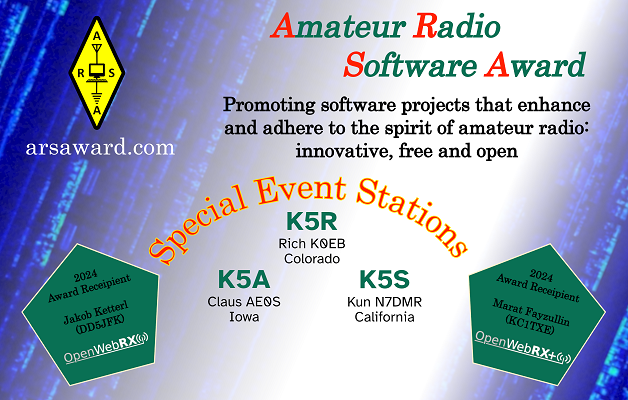 Amateur Radio
Software Award
A
R S
A
arsaward.com
Promoting software projects that enhance
and adhere to the spirit of amateur radio:
innovative, free and open
Special Event Stations
K5R
Rich KØEB
Colorado
K5A
Claus AEØS
Iowa
K5S
Kun N7DMR
California
2024
Award Receipient
Jakob Ketterl
(DD5JFK)
OpenWebRX
2024
Award Receipient
Marat Fayzullin
(KC1TXE)
OpenWebRX+